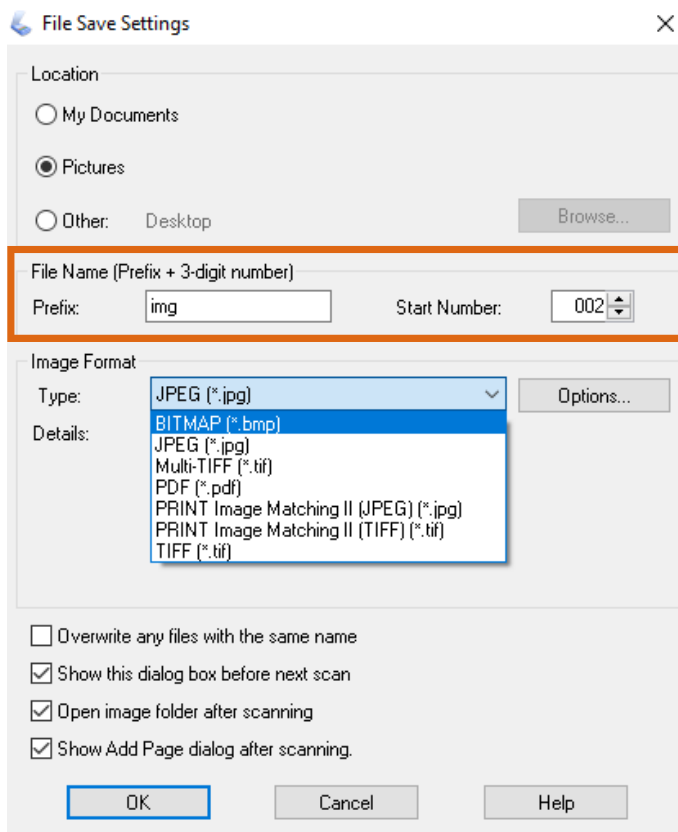 File Save Settings
Location
My Documents
Pictures
Other: Desktop Browse...
File Name (Prefix + 3-digit number)
Prefix: img Start Number: 002
Image Format
Type: JPEG (*.jpg) Options...
Details: BITMAP (*.bmp)
JPEG (*.jpg)
Multi-TIFF (*.tif)
PDF (*.pdf)
PRINT Image Matching II (JPEG) (*.jpg)
PRINT Image Matching II (TIFF) (*.tif)
TIFF (*.tif)
Overwrite any files with the same name
Show this dialog box before next scan
Open image folder after scanning
Show Add Page dialog after scanning.
OK Cancel Help